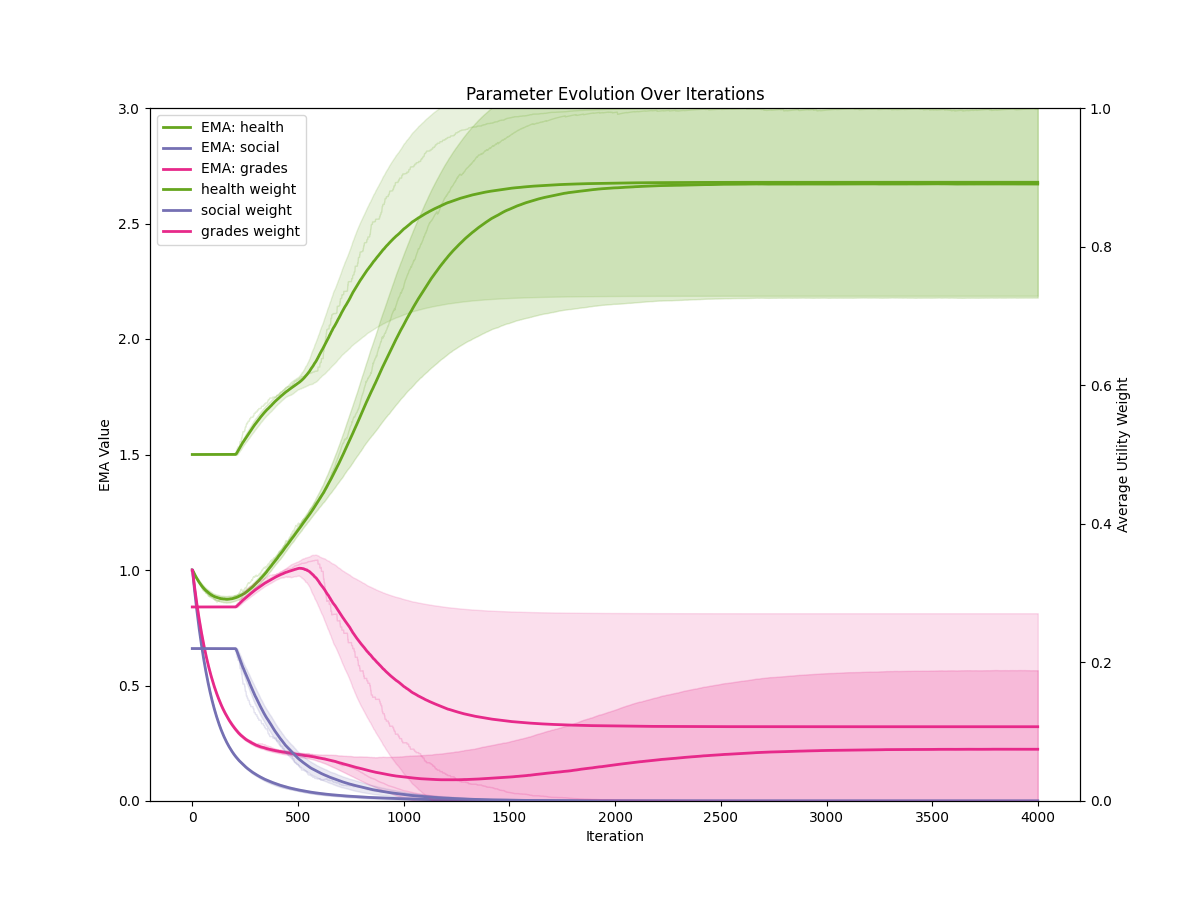 Parameter Evolution Over Iterations
EMA: health
EMA: social
EMA: grades
health weight
social weight
grades weight
3.0
2.5
2.0
1.5
1.0
0.5
0.0
EMA Value
1.0
0.8
0.6
0.4
0.2
0.0
Average Utility Weight
0 500 1000 1500 2000 2500 3000 3500 4000
Iteration